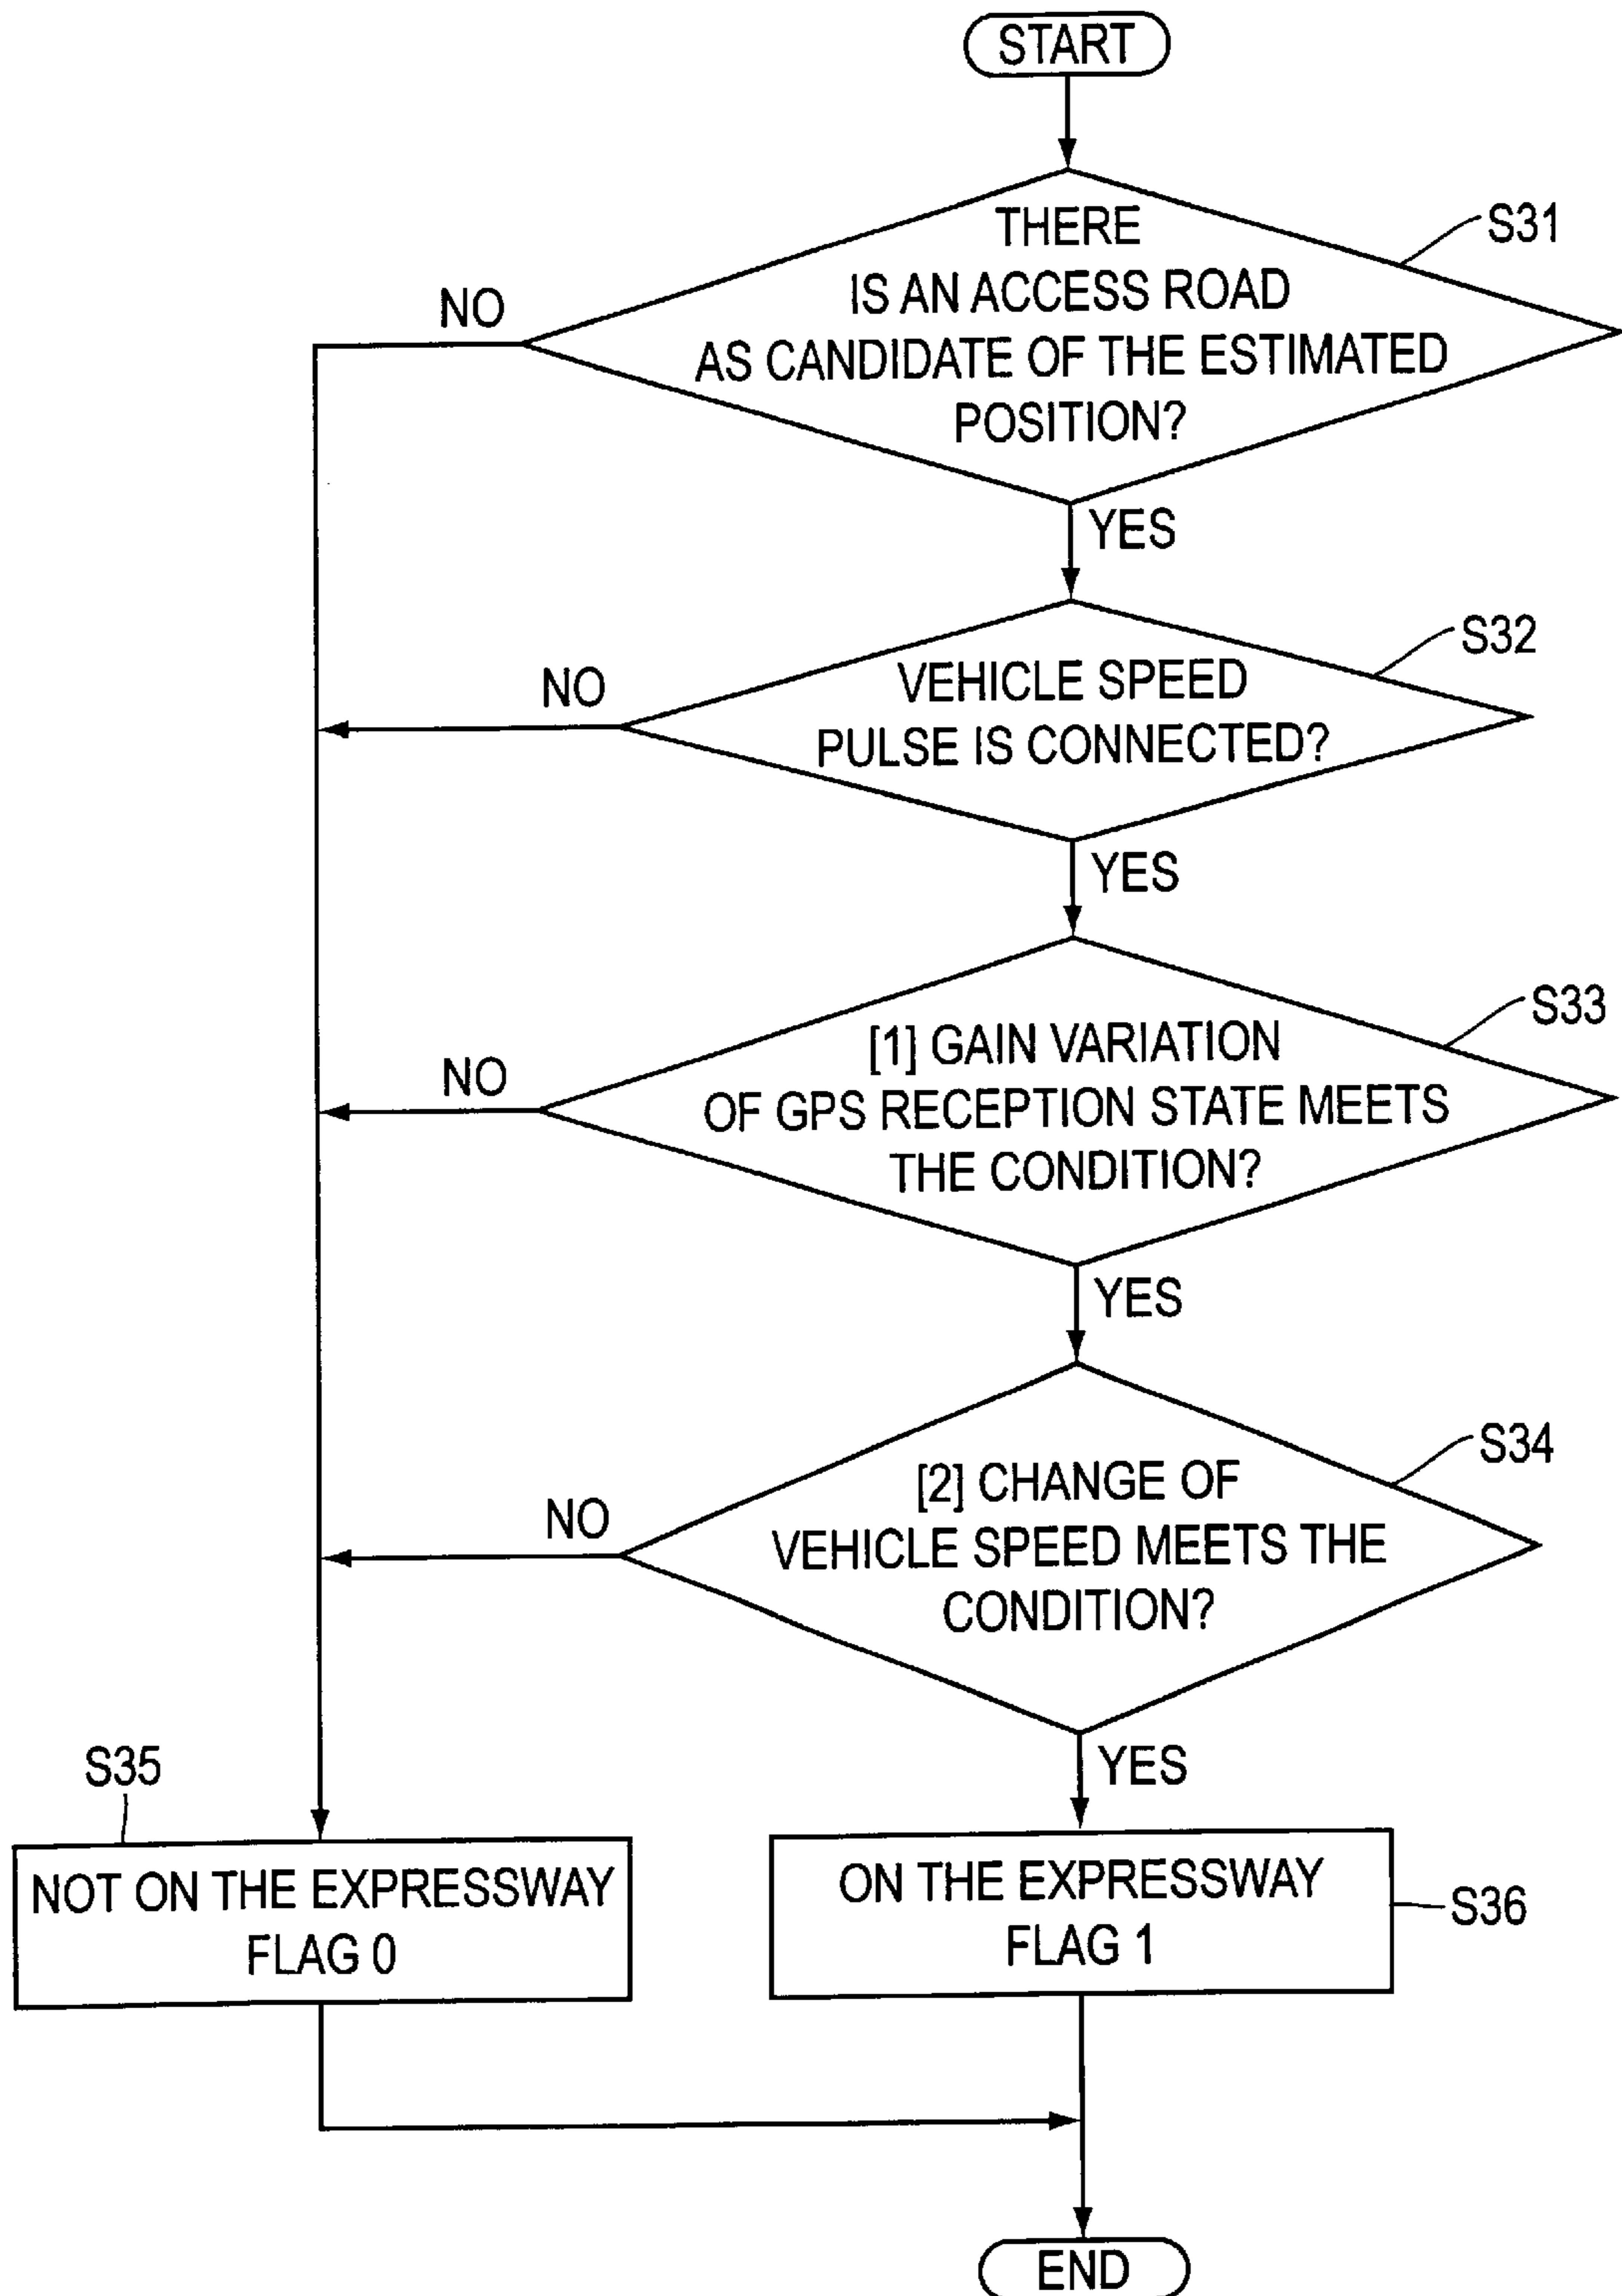 START
THERE
IS AN ACCESS ROAD
AS CANDIDATE OF THE ESTIMATED
POSITION?
S31
NO
YES
VEHICLE SPEED
PULSE IS CONNECTED?
S32
NO
YES
[1] GAIN VARIATION
OF GPS RECEPTION STATE MEETS
THE CONDITION?
S33
NO
YES
[2] CHANGE OF
VEHICLE SPEED MEETS THE
CONDITION?
S34
NO
YES
S35
NOT ON THE EXPRESSWAY
FLAG 0
ON THE EXPRESSWAY
FLAG 1
S36
END